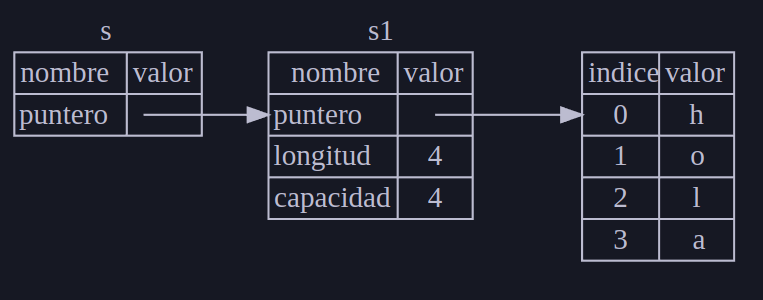 s
nombre valor
puntero
s1
nombre valor
puntero
longitud 4
capacidad 4
indice valor
0 h
1 o
2 l
3 a